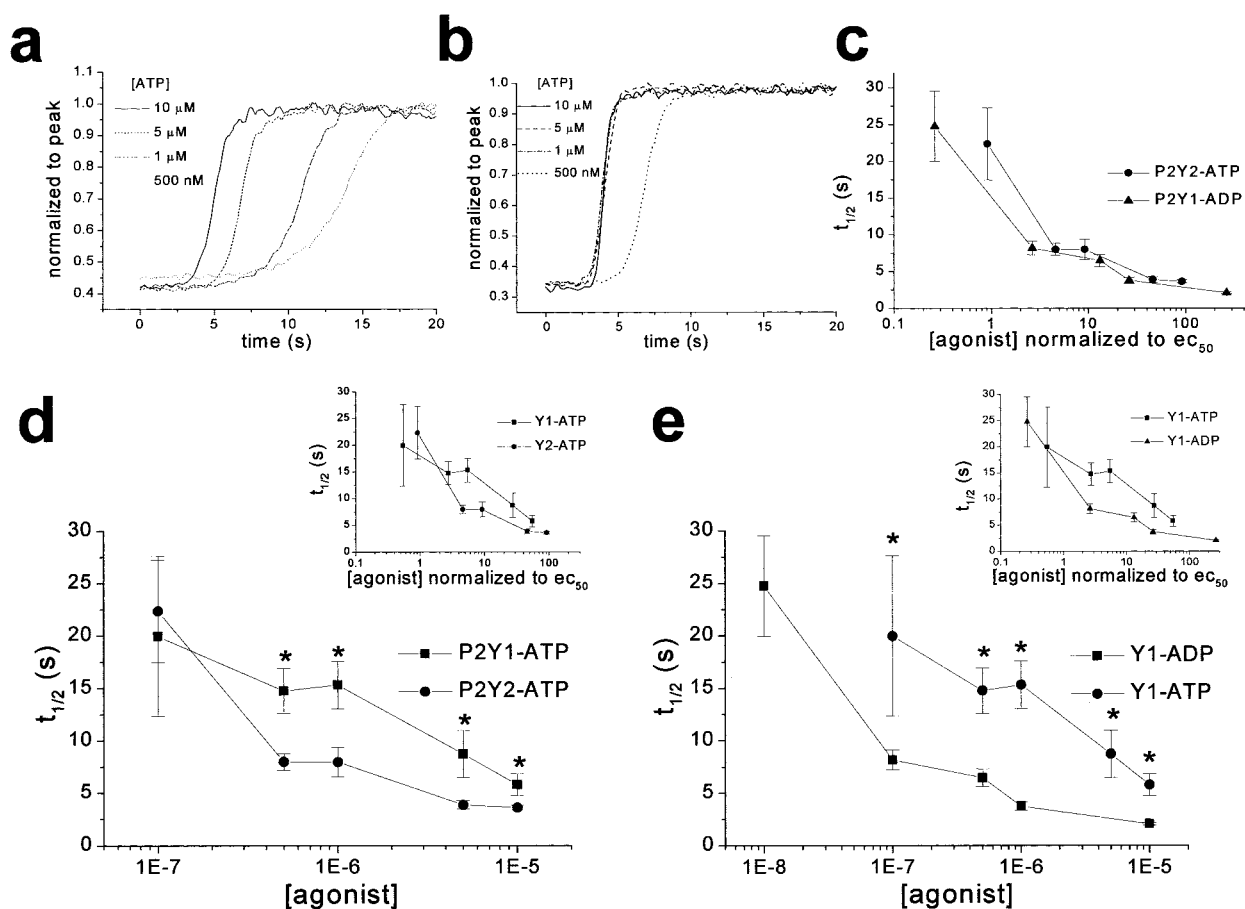 a
[ATP]
10 μM
5 μM
1 μM
500 nM
normalized to peak
1.1
1.0
0.9
0.8
0.7
0.6
0.5
0.4
0
5
10
15
20
time (s)
b
[ATP]
10 μM
5 μM
1 μM
500 nM
normalized to peak
1.0
0.9
0.8
0.7
0.6
0.5
0.4
0.3
0
5
10
15
20
time (s)
c
P2Y2-ATP
P2Y1-ADP
t1/2 (s)
30
25
20
15
10
5
0
0.1
1
10
100
[agonist] normalized to ec50
d
Y1-ATP
Y2-ATP
t1/2 (s)
30
25
20
15
10
5
0
0.1
1
10
100
[agonist] normalized to ec50
P2Y1-ATP
P2Y2-ATP
* * * *
t1/2 (s)
30
25
20
15
10
5
0
1E-7
1E-6
1E-5
[agonist]
e
Y1-ATP
Y1-ADP
t1/2 (s)
30
25
20
15
10
5
0
0.1
1
10
100
[agonist] normalized to ec50
Y1-ADP
Y1-ATP
* * * * *
t1/2 (s)
30
25
20
15
10
5
0
1E-8
1E-7
1E-6
1E-5
[agonist]